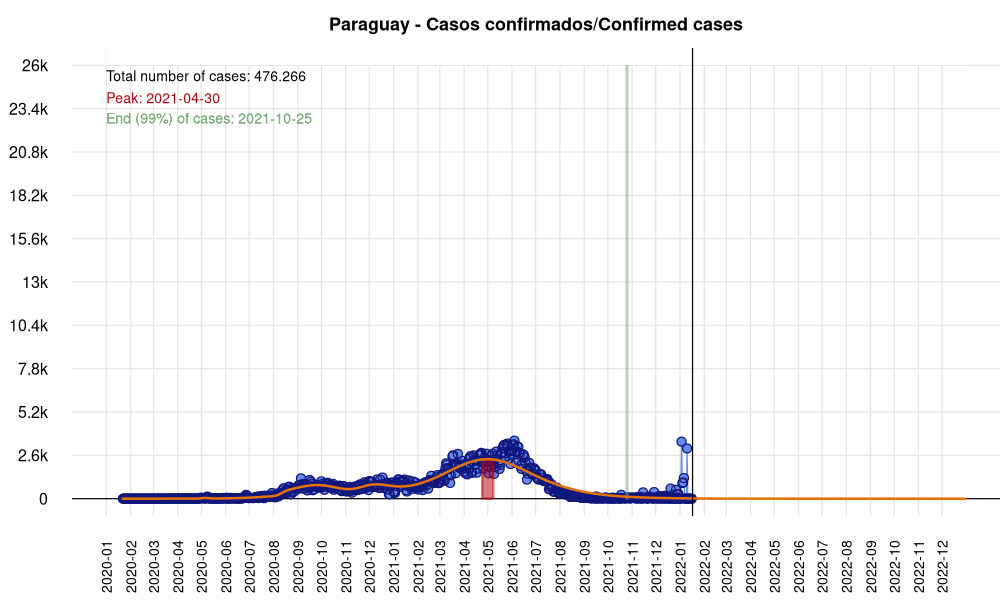 Paraguay - Casos confirmados/Confirmed cases
26k
Total number of cases: 476.266
Peak: 2021-04-30
23.4k
End (99%) of cases: 2021-10-25
20.8k
18.2k
15.6k
13k
10.4k
7.8k
5.2k
2.6k
0
2020-01
2020-02
2020-03
2020-04
2020-05
2020-06
2020-07
2020-08
2020-09
2020-10
2020-11
2020-12
2021-01
2021-02
2021-03
2021-04
2021-05
2021-06
2021-07
2021-08
2021-09
2021-10
2021-11
2021-12
2022-01
2022-02
2022-03
2022-04
2022-05
2022-06
2022-07
2022-08
2022-09
2022-10
2022-11
2022-12